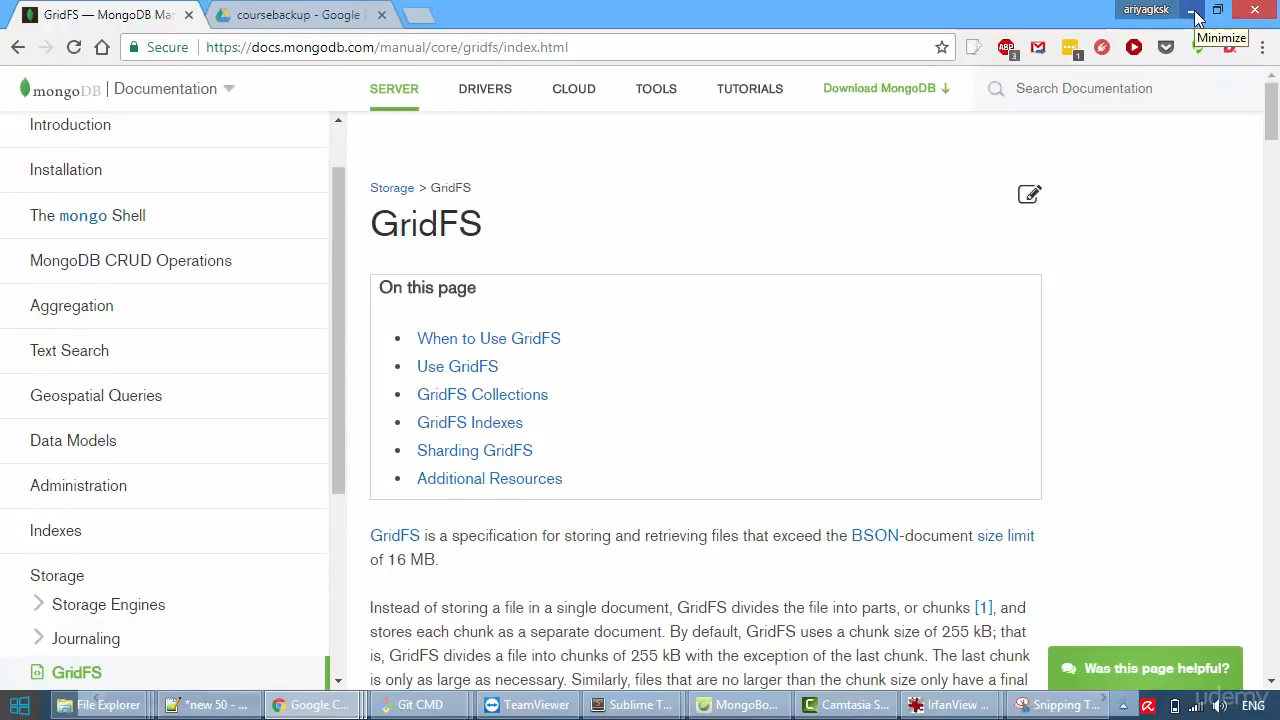 GridFS — MongoDB Ma
coursebackup - Google D
ariyagksk
Minimize
Secure
https://docs.mongodb.com/manual/core/gridfs/index.html
ABP
3
1
mongoDB | Documentation
SERVER
DRIVERS
CLOUD
TOOLS
TUTORIALS
Download MongoDB
Search Documentation
Introduction
Installation
The mongo Shell
MongoDB CRUD Operations
Aggregation
Text Search
Geospatial Queries
Data Models
Administration
Indexes
Storage
Storage Engines
Journaling
GridFS
Storage > GridFS
GridFS
On this page
• When to Use GridFS
• Use GridFS
• GridFS Collections
• GridFS Indexes
• Sharding GridFS
• Additional Resources
GridFS is a specification for storing and retrieving files that exceed the BSON-document size limit
of 16 MB.
Instead of storing a file in a single document, GridFS divides the file into parts, or chunks [1], and
stores each chunk as a separate document. By default, GridFS uses a chunk size of 255 kB; that
is, GridFS divides a file into chunks of 255 kB with the exception of the last chunk. The last chunk
is only as large as necessary. Similarly, files that are no larger than the chunk size only have a final
Was this page helpful?
File Explorer
*new 50 - ...
Google C...
Git CMD
TeamViewer
Sublime T...
MongoBo...
Camtasia S...
IrfanView ...
Snipping T...
ENG
udemy